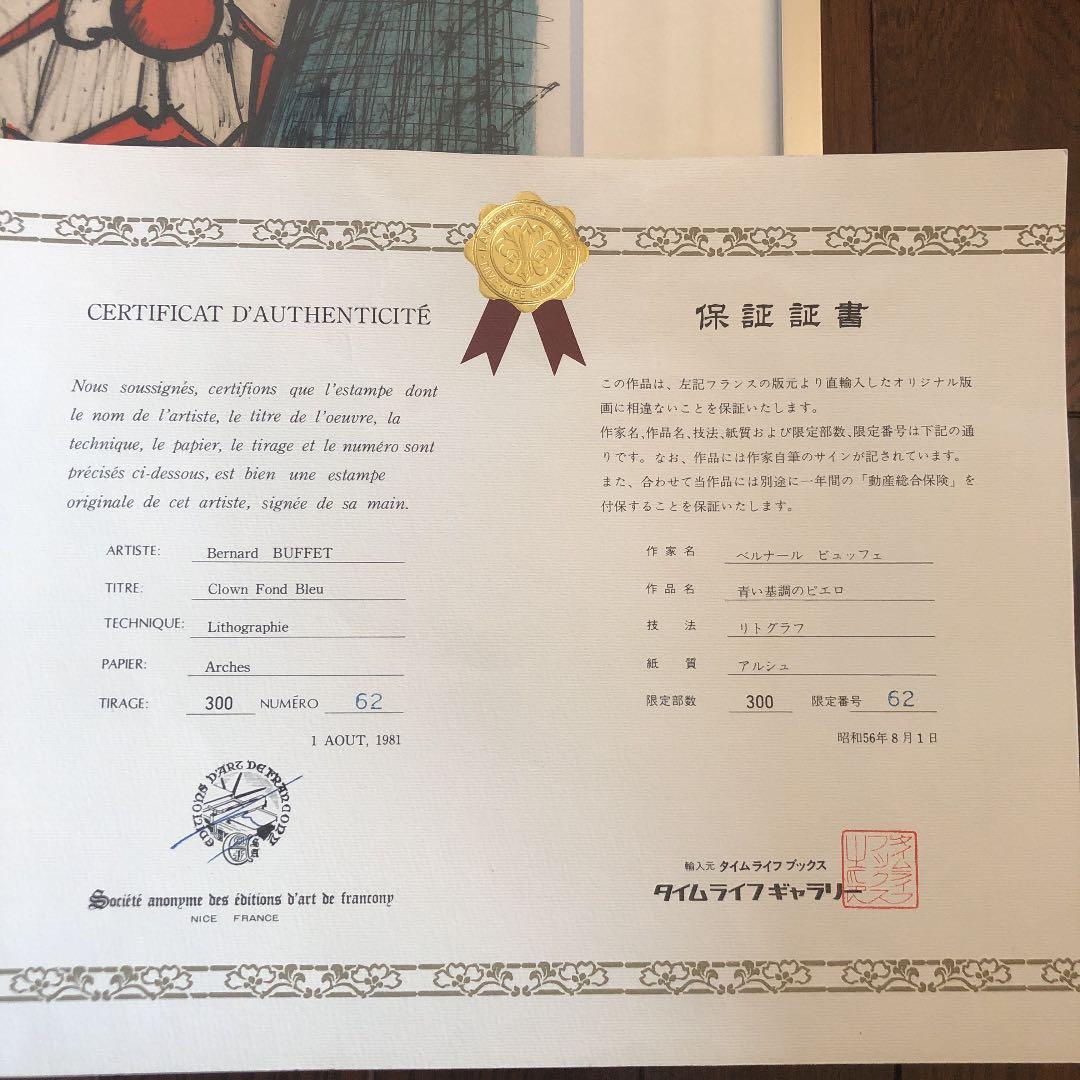 CERTIFICAT D'AUTHENTICITÉ
Nous soussignés, certifions que l'estampe dont
le nom de l'artiste, le titre de l'oeuvre, la
technique, le papier, le tirage et le numéro sont
précisés ci-dessous, est bien une estampe
originale de cet artiste, signée de sa main.
ARTISTE: Bernard BUFFET
TITRE: Clown Fond Bleu
TECHNIQUE: Lithographie
PAPIER: Arches
TIRAGE: 300 NUMÉRO 62
1 AOUT, 1981
EDITIONS D'ART DE FRANCONY
Société anonyme des éditions d'art de francony
NICE FRANCE
保証証書
この作品は、左記フランスの版元より直輸入したオリジナル版
画に相違ないことを保証いたします。
作家名,作品名、技法、紙質および限定部数、限定番号は下記の通
りです。なお、作品には作家自筆のサインが記されています。
また、合わせて当作品には別途に一年間の「動産総合保険」を
付保することを保証いたします。
作家名 ベルナール ビュッフェ
作品名 青い基調のピエロ
技法 リトグラフ
紙質 アルシュ
限定部数 300 限定番号 62
昭和56年8月1日
輸入元 タイムライフ ブックス
タイムライフ ギャラリー